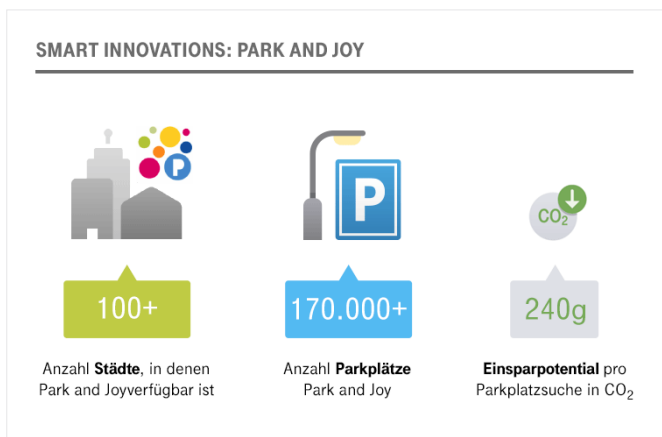 SMART INNOVATIONS: PARK AND JOY
P
P
CO₂
100+
170.000+
240g
Anzahl Städte, in denen
Park and Joyverfügbar ist
Anzahl Parkplätze
Park and Joy
Einsparpotential pro
Parkplatzsuche in CO₂